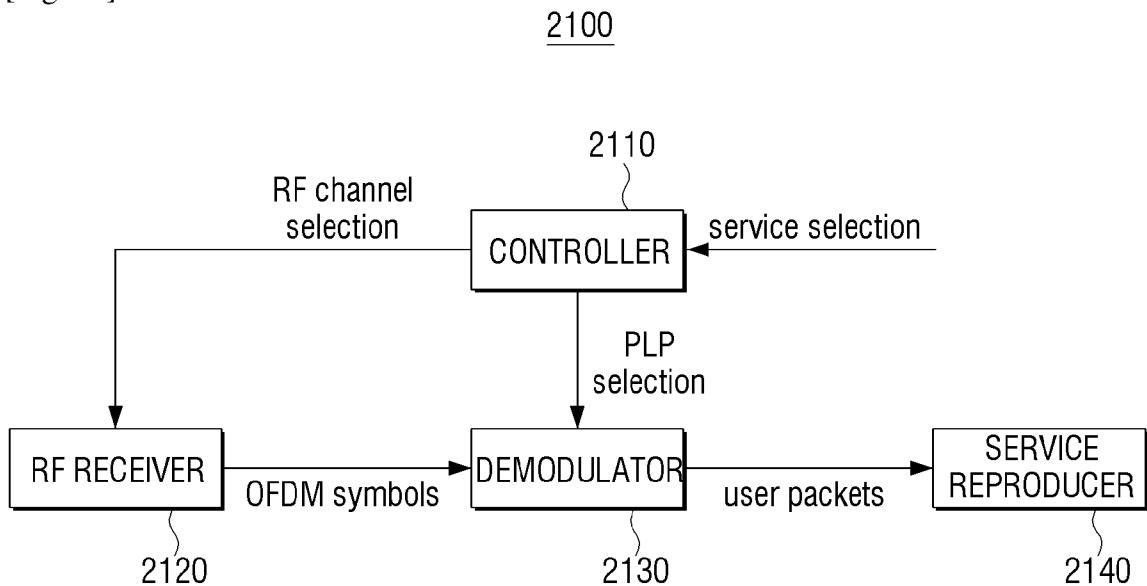 2100
2110
RF channel
selection
CONTROLLER
service selection
PLP
selection
RF RECEIVER
OFDM symbols
DEMODULATOR
user packets
SERVICE
REPRODUCER
2120
2130
2140